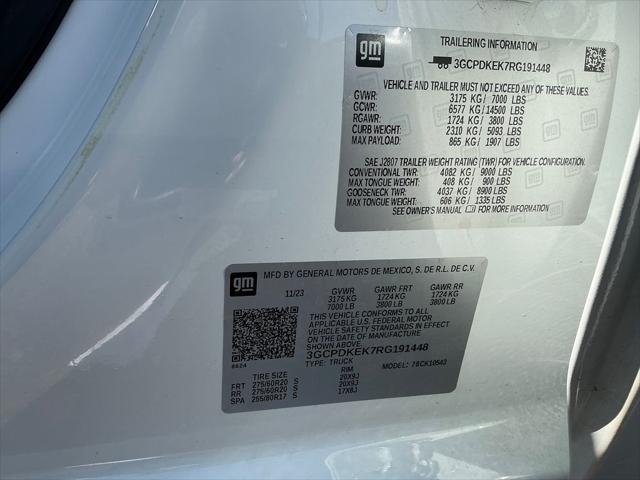 gm
TRAILERING INFORMATION
3GCPDKEK7RG191448
VEHICLE AND TRAILER MUST NOT EXCEED ANY OF THESE VALUES.
GVWR: 3175 KG / 7000 LBS
GCWR: 6577 KG / 14500 LBS
RGAWR: 1724 KG / 3800 LBS
CURB WEIGHT: 2310 KG / 5093 LBS
MAX PAYLOAD: 865 KG / 1907 LBS
SAE J2807 TRAILER WEIGHT RATING (TWR) FOR VEHICLE CONFIGURATION.
CONVENTIONAL TWR: 4082 KG / 9000 LBS
MAX TONGUE WEIGHT: 408 KG / 900 LBS
GOOSENECK TWR: 4037 KG / 8900 LBS
MAX TONGUE WEIGHT: 606 KG / 1335 LBS
SEE OWNER'S MANUAL FOR MORE INFORMATION
gm
MFD BY GENERAL MOTORS DE MEXICO, S. DE R.L. DE C.V.
11/23 GVWR GAWR FRT GAWR RR
3175 KG 1724 KG 1724 KG
7000 LB 3800 LB 3800 LB
THIS VEHICLE CONFORMS TO ALL
APPLICABLE U.S. FEDERAL MOTOR
VEHICLE SAFETY STANDARDS IN EFFECT
ON THE DATE OF MANUFACTURE
SHOWN ABOVE.
3GCPDKEK7RG191448
TYPE: TRUCK MODEL: 78CK10543
8624
TIRE SIZE RIM
FRT 275/60R20 S 20X9J
RR 275/60R20 S 20X9J
SPA 255/80R17 S 17X8J